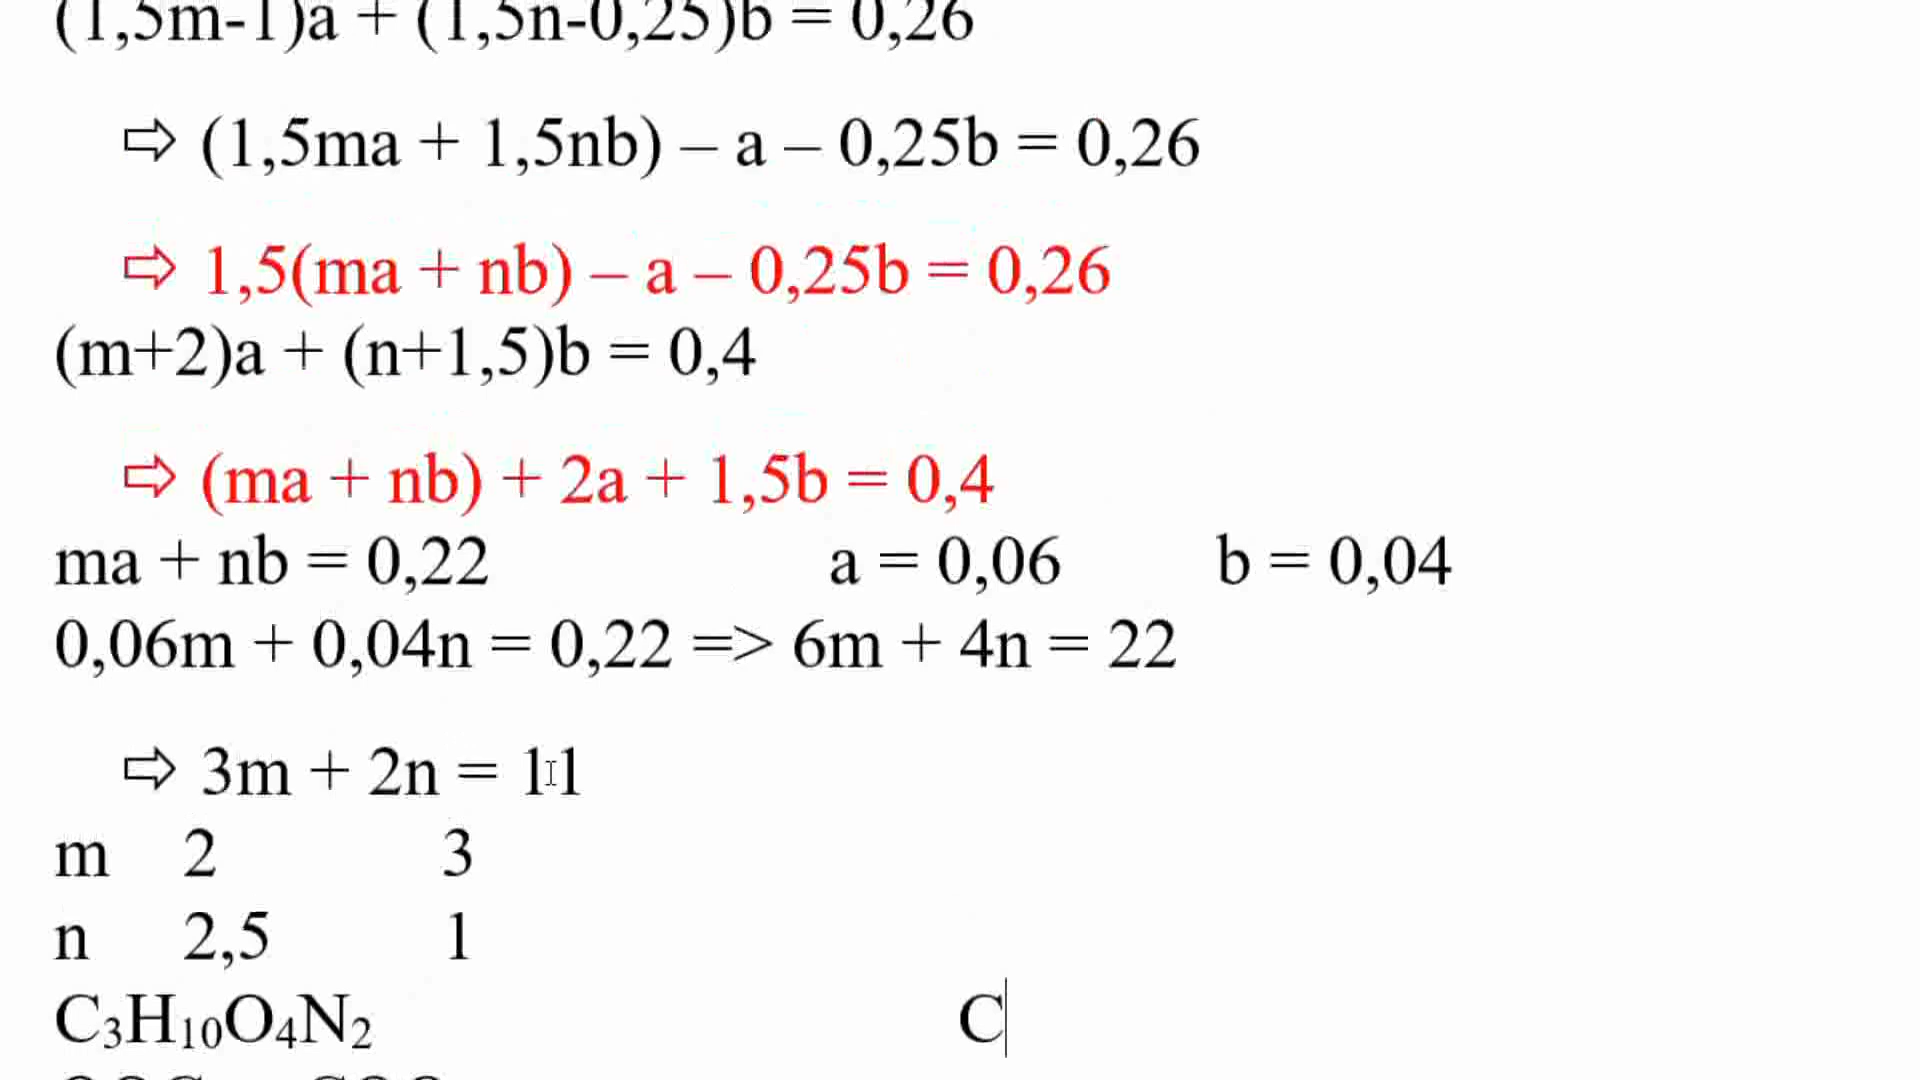 (1,5m-1)a + (1,5n-0,25)b = 0,26
⇨ (1,5ma + 1,5nb) – a – 0,25b = 0,26
⇨ 1,5(ma + nb) – a – 0,25b = 0,26
(m+2)a + (n+1,5)b = 0,4
⇨ (ma + nb) + 2a + 1,5b = 0,4
ma + nb = 0,22 a = 0,06 b = 0,04
0,06m + 0,04n = 0,22 => 6m + 4n = 22
⇨ 3m + 2n = 11
m 2 3
n 2,5 1
C₃H₁₀O₄N₂ C